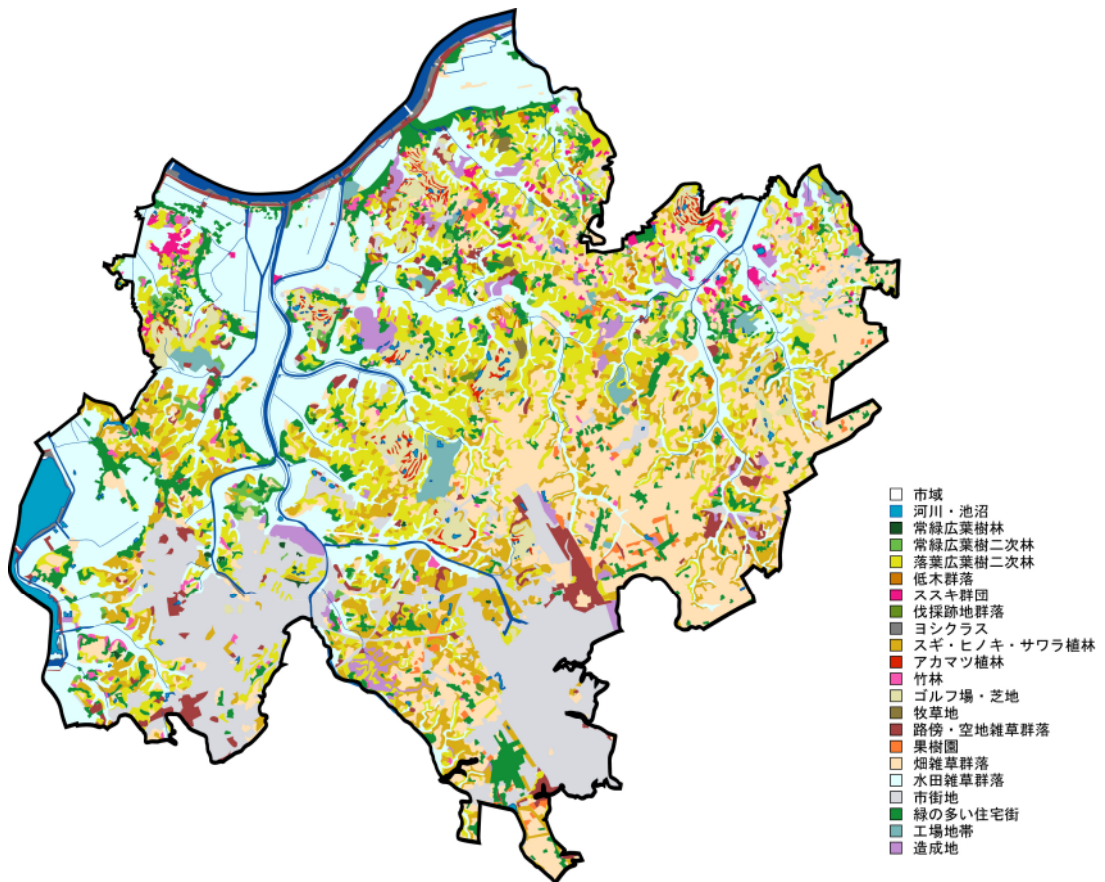 市域
河川・池沼
常緑広葉樹林
常緑広葉樹二次林
落葉広葉樹二次林
低木群落
ススキ群団
伐採跡地群落
ヨシクラス
スギ・ヒノキ・サワラ植林
アカマツ植林
竹林
ゴルフ場・芝地
牧草地
路傍・空地雑草群落
果樹園
畑雑草群落
水田雑草群落
市街地
緑の多い住宅街
工場地帯
造成地